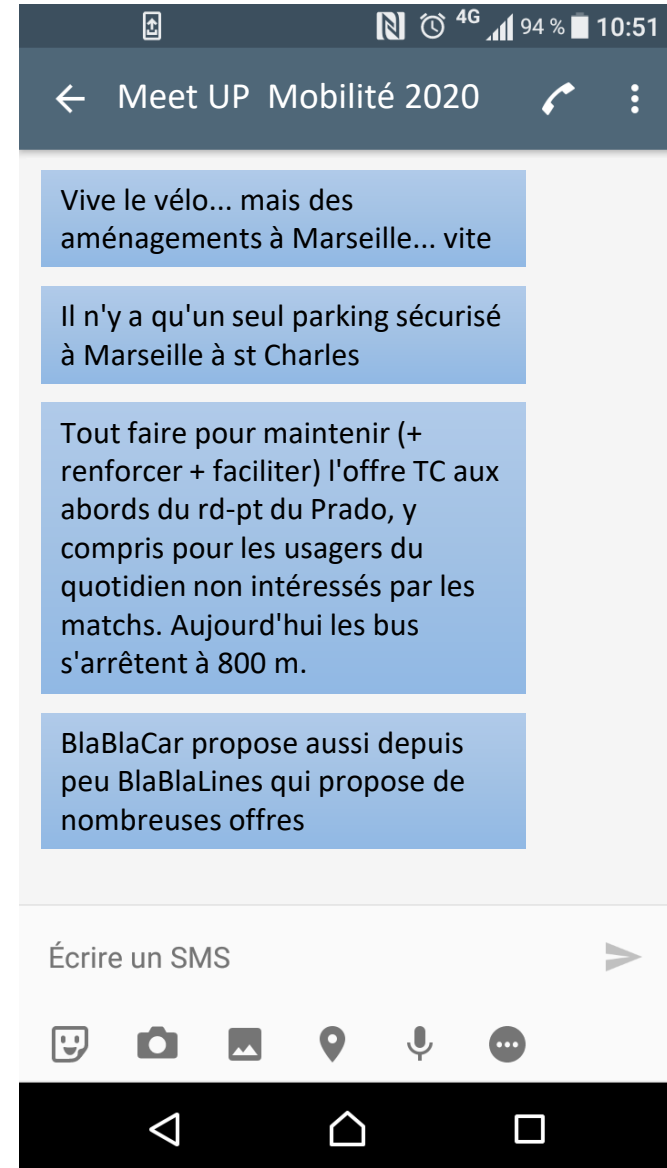 4G 94 % 10:51
Meet UP Mobilité 2020
Vive le vélo... mais des
aménagements à Marseille... vite
Il n'y a qu'un seul parking sécurisé
à Marseille à st Charles
Tout faire pour maintenir (+
renforcer + faciliter) l'offre TC aux
abords du rd-pt du Prado, y
compris pour les usagers du
quotidien non intéressés par les
matchs. Aujourd'hui les bus
s'arrêtent à 800 m.
BlaBlaCar propose aussi depuis
peu BlaBlaLines qui propose de
nombreuses offres
Écrire un SMS